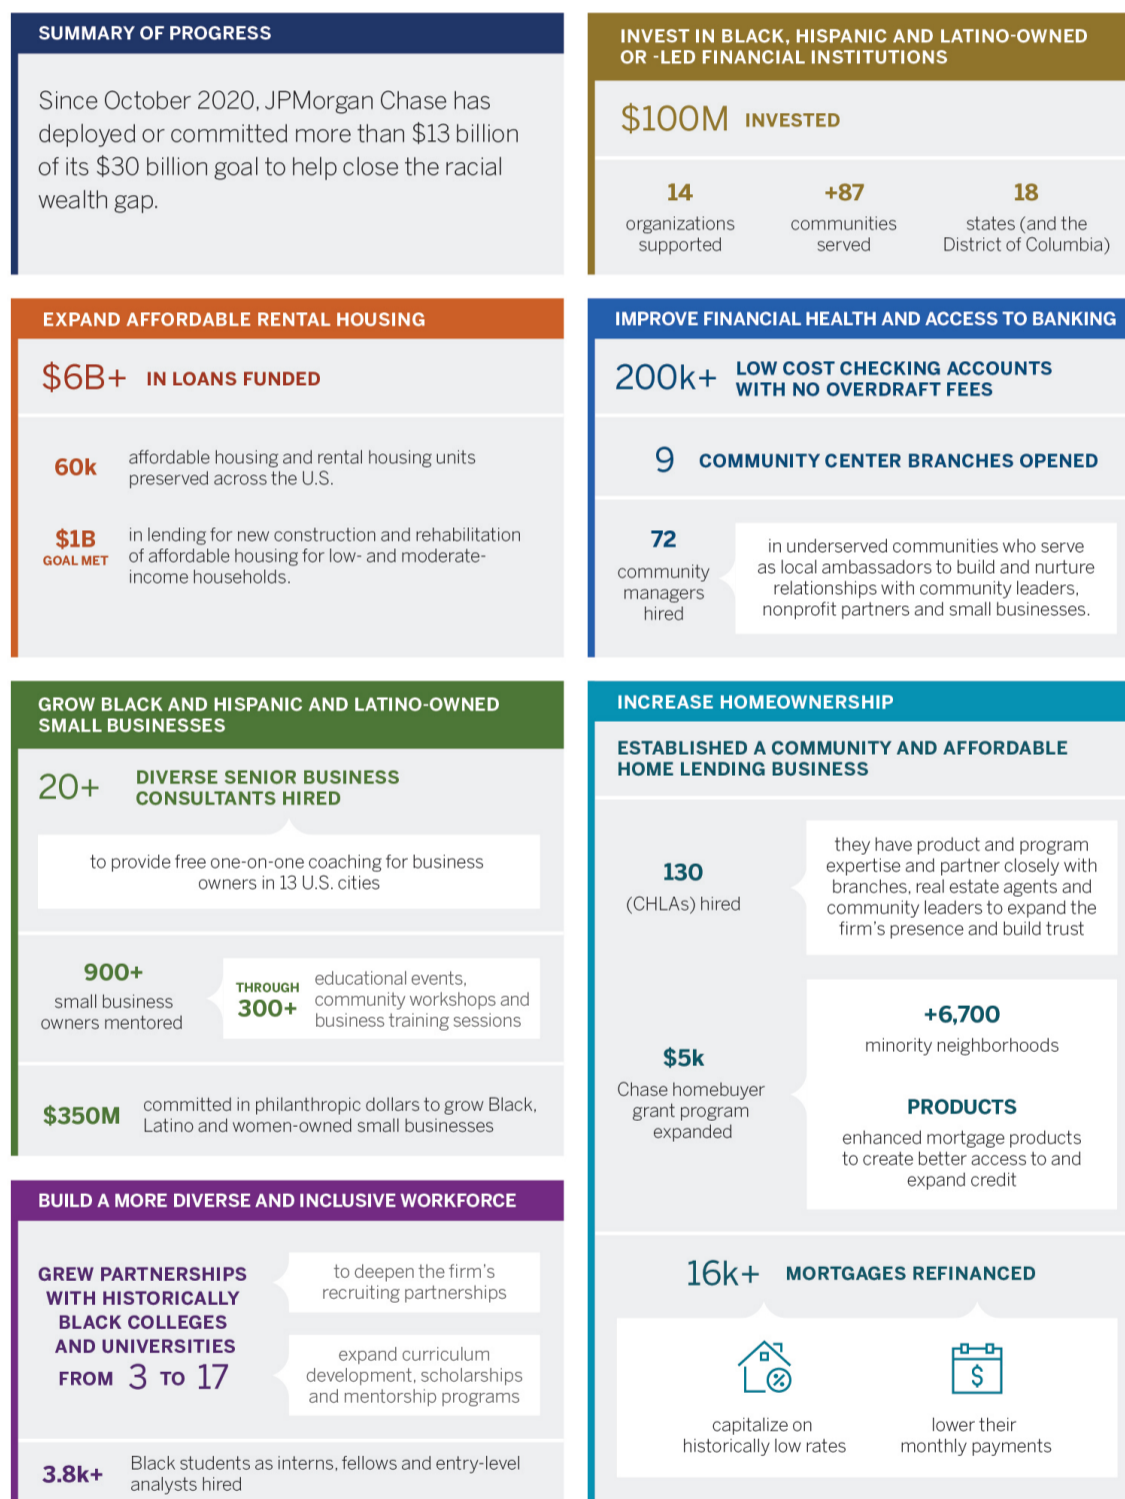 SUMMARY OF PROGRESS
Since October 2020, JPMorgan Chase has
deployed or committed more than $13 billion
of its $30 billion goal to help close the racial
wealth gap.
INVEST IN BLACK, HISPANIC AND LATINO-OWNED
OR -LED FINANCIAL INSTITUTIONS
$100M INVESTED
14
organizations
supported
+87
communities
served
18
states (and the
District of Columbia)
EXPAND AFFORDABLE RENTAL HOUSING
$6B+ IN LOANS FUNDED
60k
affordable housing and rental housing units
preserved across the U.S.
$1B
GOAL MET
in lending for new construction and rehabilitation
of affordable housing for low- and moderate-
income households.
IMPROVE FINANCIAL HEALTH AND ACCESS TO BANKING
200k+
LOW COST CHECKING ACCOUNTS
WITH NO OVERDRAFT FEES
9 COMMUNITY CENTER BRANCHES OPENED
72
community
managers
hired
in underserved communities who serve
as local ambassadors to build and nurture
relationships with community leaders,
nonprofit partners and small businesses.
GROW BLACK AND HISPANIC AND LATINO-OWNED
SMALL BUSINESSES
20+
DIVERSE SENIOR BUSINESS
CONSULTANTS HIRED
to provide free one-on-one coaching for business
owners in 13 U.S. cities
900+
small business
owners mentored
THROUGH
300+
educational events,
community workshops and
business training sessions
$350M
committed in philanthropic dollars to grow Black,
Latino and women-owned small businesses
INCREASE HOMEOWNERSHIP
ESTABLISHED A COMMUNITY AND AFFORDABLE
HOME LENDING BUSINESS
130
(CHLAs) hired
they have product and program
expertise and partner closely with
branches, real estate agents and
community leaders to expand the
firm's presence and build trust
$5k
Chase homebuyer
grant program
expanded
+6,700
minority neighborhoods
PRODUCTS
enhanced mortgage products
to create better access to and
expand credit
16k+ MORTGAGES REFINANCED
%
capitalize on
historically low rates
$
lower their
monthly payments
BUILD A MORE DIVERSE AND INCLUSIVE WORKFORCE
GREW PARTNERSHIPS
WITH HISTORICALLY
BLACK COLLEGES
AND UNIVERSITIES
FROM 3 TO 17
to deepen the firm's
recruiting partnerships
expand curriculum
development, scholarships
and mentorship programs
3.8k+
Black students as interns, fellows and entry-level
analysts hired